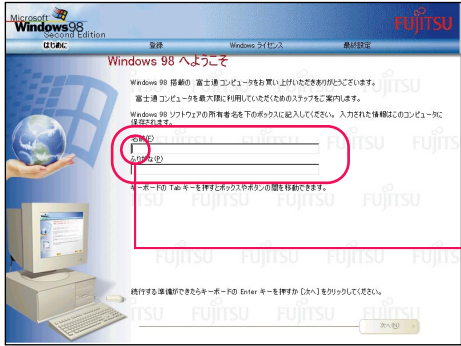 Microsoft
Windows98
Second Edition
FUJITSU
はじめに
登録
Windows ライセンス
最終設定
Windows 98 へようこそ
Windows 98 搭載の 富士通コンピュータをお買い上げいただきありがとうございます。
富士通コンピュータを最大限に利用していただくためのステップをご案内します。
Windows 98 ソフトウェアの所有者名を下のボックスに記入してください。 入力された情報はこのコンピュータに
保存されます。
名前(E)
ふりがな(P)
キーボードの Tab キーを押すとボックスやボタンの間を移動できます。
続行する準備ができたらキーボードの Enter キーを押すか [次へ] をクリックしてください。
次へ(N)